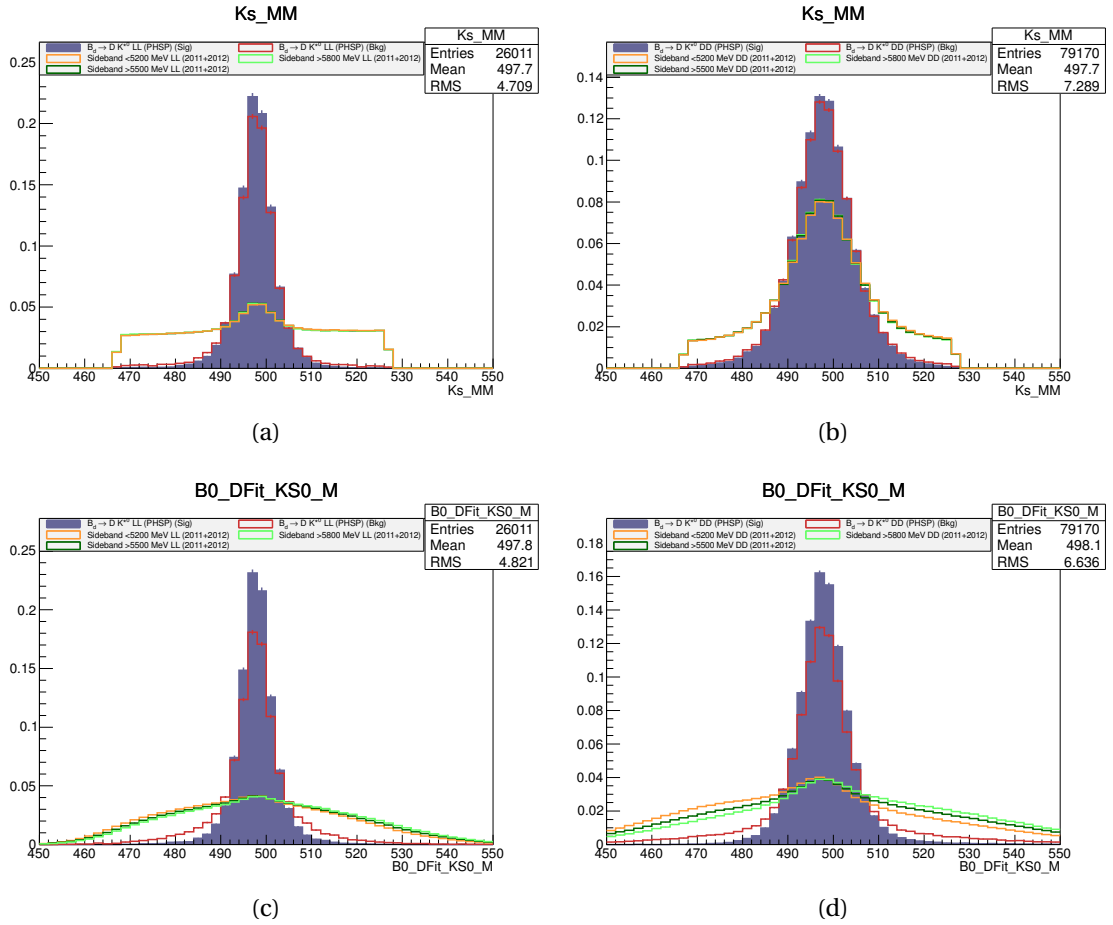 Ks_MM
B_d → D K*0 LL (PHSP) (Sig) B_d → D K*0 LL (PHSP) (Bkg)
Sideband <5200 MeV LL (2011+2012) Sideband >5800 MeV LL (2011+2012)
Sideband >5500 MeV LL (2011+2012)
Ks_MM
Entries 26011
Mean 497.7
RMS 4.709
0.25
0.2
0.15
0.1
0.05
0
450 460 470 480 490 500 510 520 530 540 550
Ks_MM
(a)
Ks_MM
B_d → D K*0 DD (PHSP) (Sig) B_d → D K*0 DD (PHSP) (Bkg)
Sideband <5200 MeV DD (2011+2012) Sideband >5800 MeV DD (2011+2012)
Sideband >5500 MeV DD (2011+2012)
Ks_MM
Entries 79170
Mean 497.7
RMS 7.289
0.14
0.12
0.1
0.08
0.06
0.04
0.02
0
450 460 470 480 490 500 510 520 530 540 550
Ks_MM
(b)
B0_DFit_KS0_M
B_d → D K*0 LL (PHSP) (Sig) B_d → D K*0 LL (PHSP) (Bkg)
Sideband <5200 MeV LL (2011+2012) Sideband >5800 MeV LL (2011+2012)
Sideband >5500 MeV LL (2011+2012)
B0_DFit_KS0_M
Entries 26011
Mean 497.8
RMS 4.821
0.25
0.2
0.15
0.1
0.05
0
450 460 470 480 490 500 510 520 530 540 550
B0_DFit_KS0_M
(c)
B0_DFit_KS0_M
B_d → D K*0 DD (PHSP) (Sig) B_d → D K*0 DD (PHSP) (Bkg)
Sideband <5200 MeV DD (2011+2012) Sideband >5800 MeV DD (2011+2012)
Sideband >5500 MeV DD (2011+2012)
B0_DFit_KS0_M
Entries 79170
Mean 498.1
RMS 6.636
0.18
0.16
0.14
0.12
0.1
0.08
0.06
0.04
0.02
0
450 460 470 480 490 500 510 520 530 540 550
B0_DFit_KS0_M
(d)